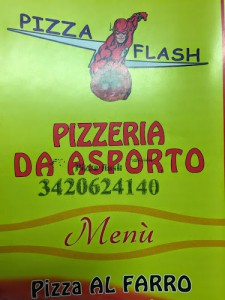 PIZZA
FLASH
PIZZERIA
DA ASPORTO
3420624140
Menù
Pizza AL FARRO